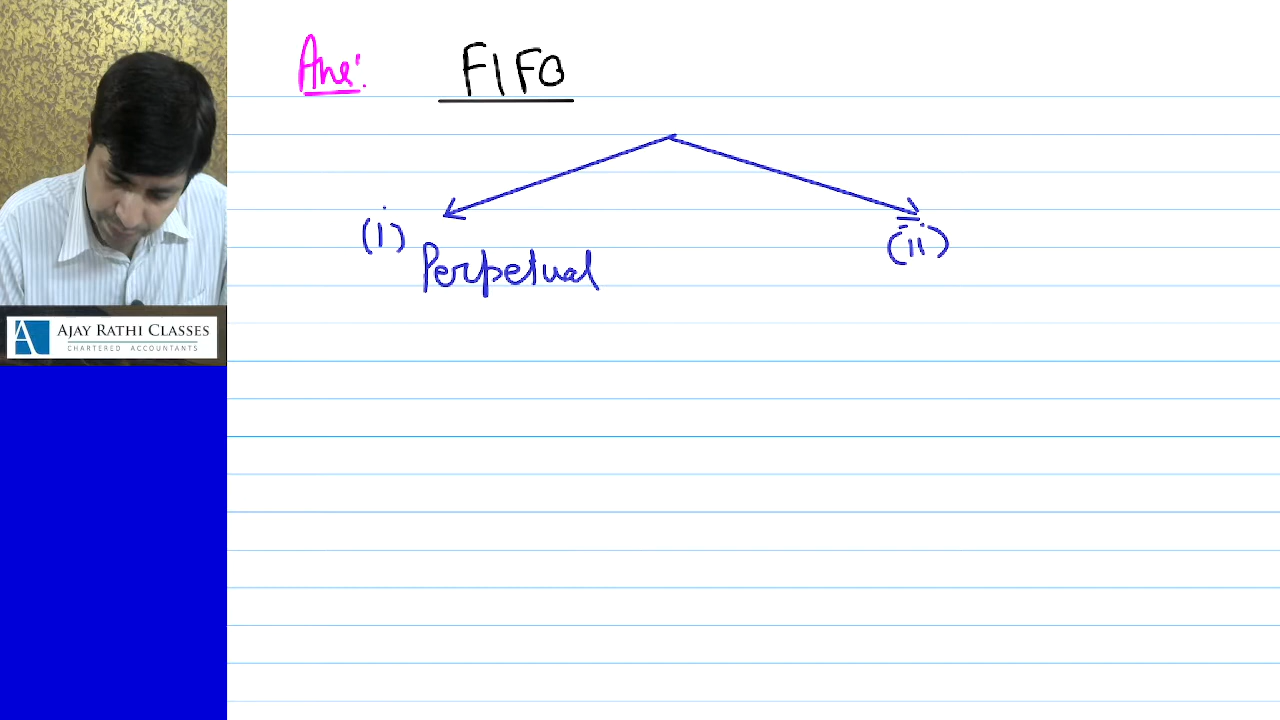 Ans:
FIFO
(i) Perpetual
(ii)
AJAY RATHI CLASSES
CHARTERED ACCOUNTANTS